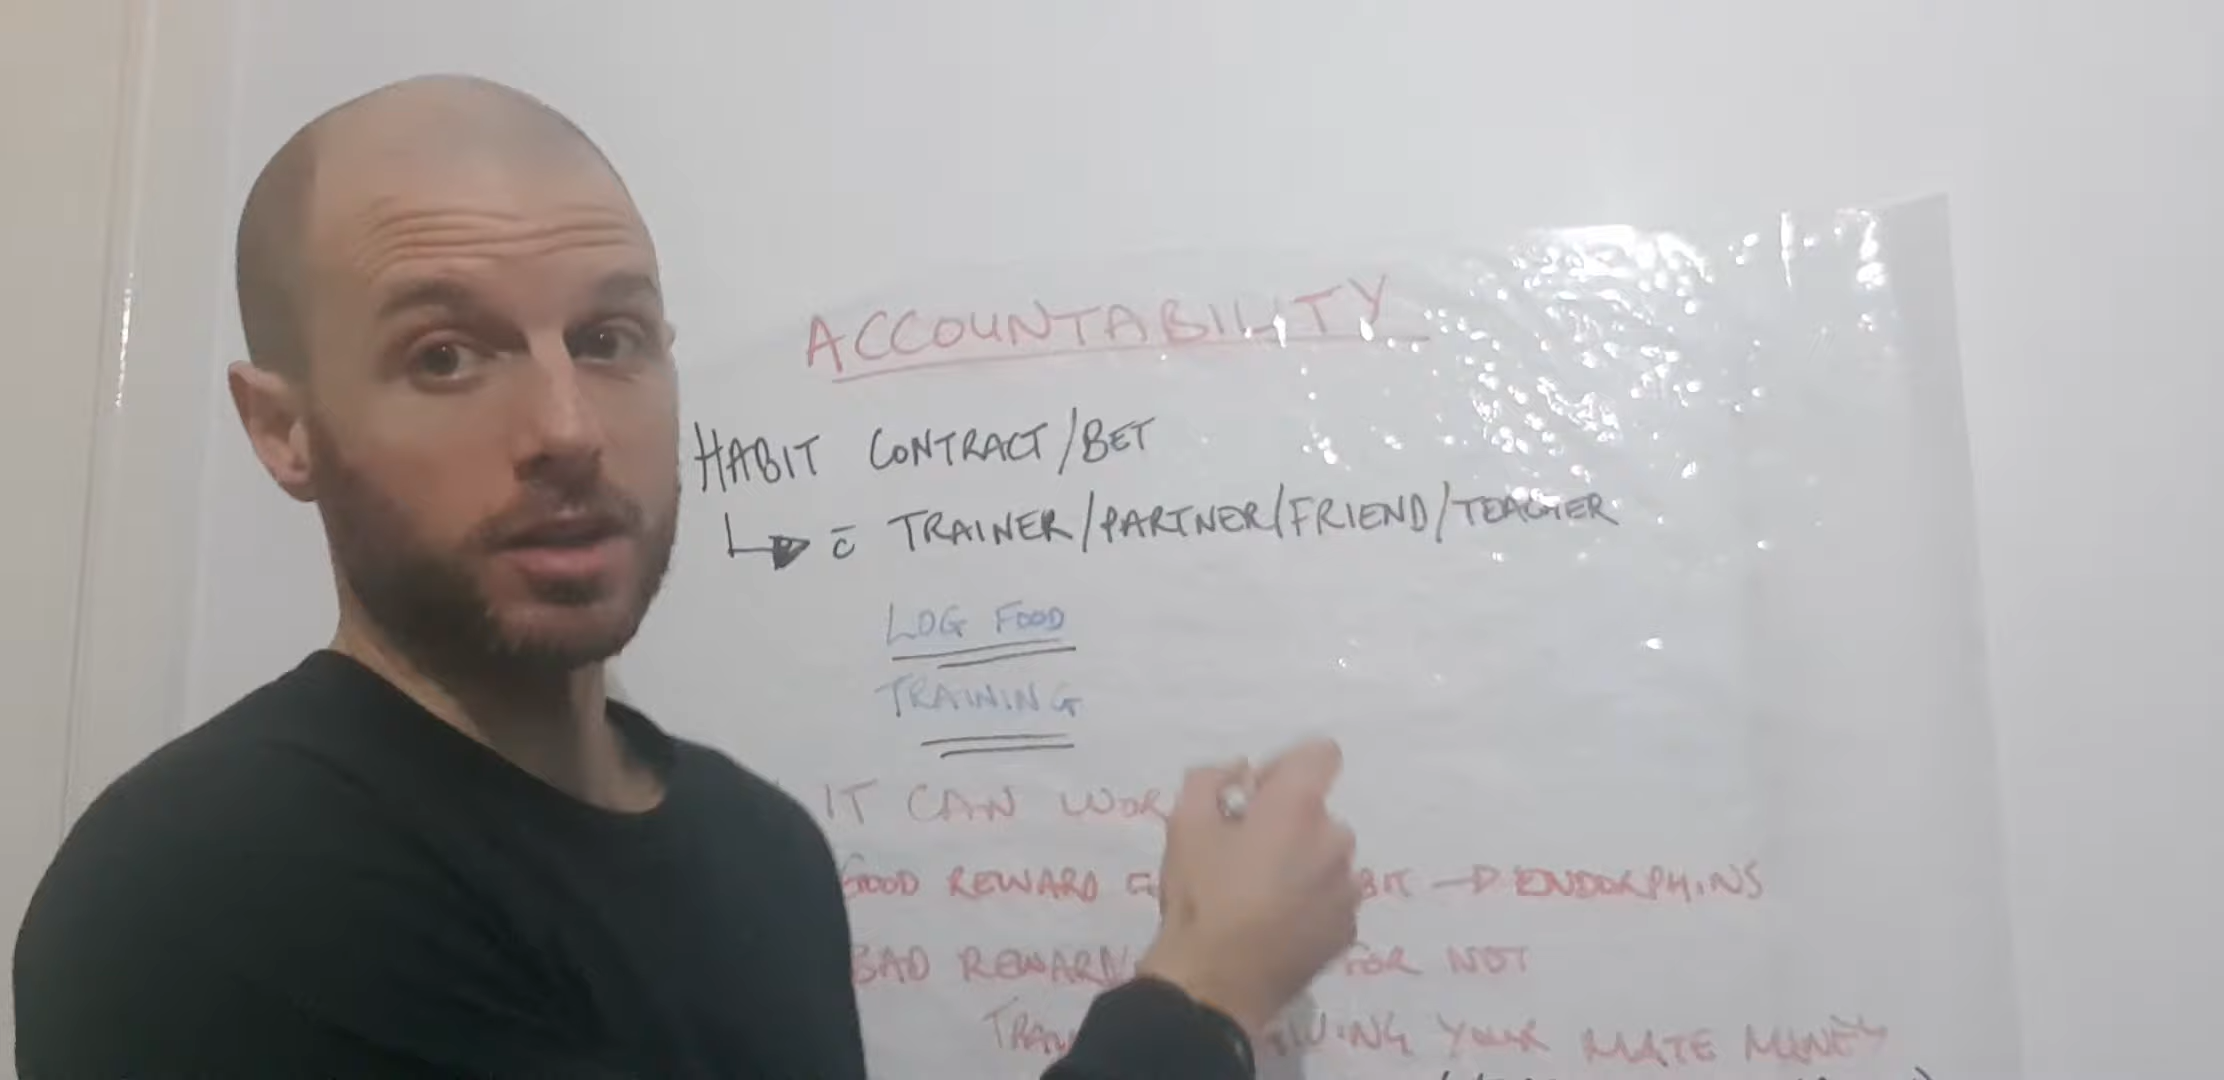 ACCOUNTABILITY
HABIT CONTRACT/BET
c̄ TRAINER/PARTNER/FRIEND/TEACHER
LOG FOOD
TRAINING
IT CAN
GOOD REWARD → ENDORPHINS
BAD REWARD FOR NOT
YOUR MATE MONEY